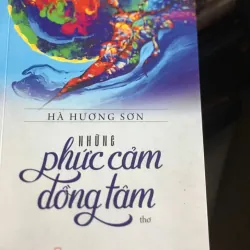 HÀ HƯƠNG SƠN
NHỮNG
phức cảm
đồng tâm
thơ